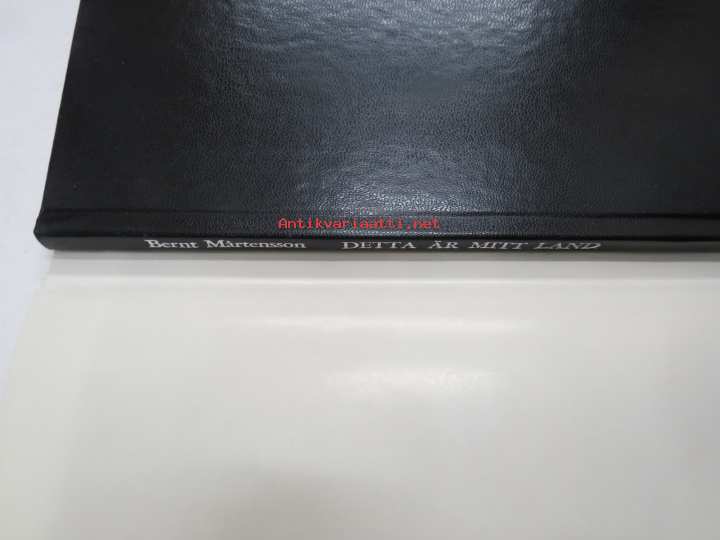 Antikvariaatti.net
Bernt Mårtensson DETTA ÄR MITT LAND